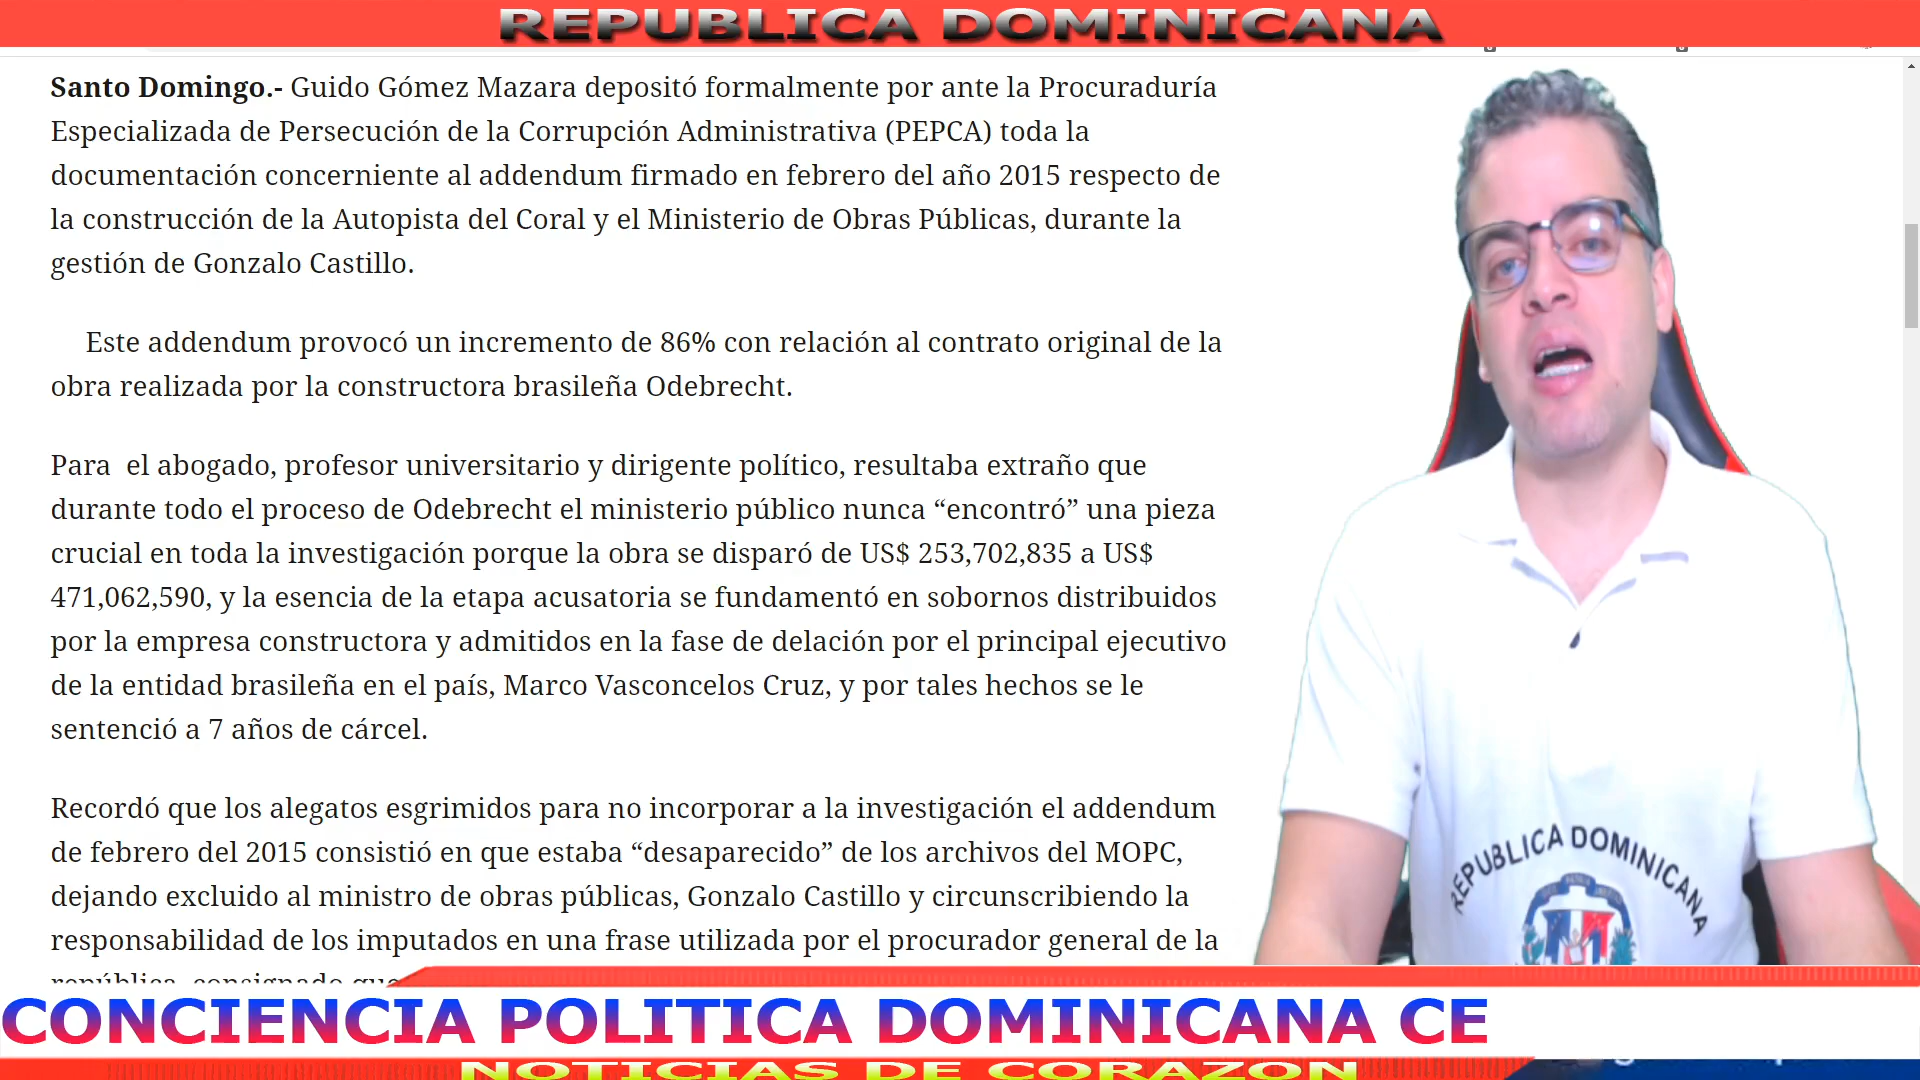 REPUBLICA DOMINICANA
Santo Domingo.- Guido Gómez Mazara depositó formalmente por ante la Procuraduría
Especializada de Persecución de la Corrupción Administrativa (PEPCA) toda la
documentación concerniente al addendum firmado en febrero del año 2015 respecto de
la construcción de la Autopista del Coral y el Ministerio de Obras Públicas, durante la
gestión de Gonzalo Castillo.
Este addendum provocó un incremento de 86% con relación al contrato original de la
obra realizada por la constructora brasileña Odebrecht.
Para el abogado, profesor universitario y dirigente político, resultaba extraño que
durante todo el proceso de Odebrecht el ministerio público nunca “encontró” una pieza
crucial en toda la investigación porque la obra se disparó de US$ 253,702,835 a US$
471,062,590, y la esencia de la etapa acusatoria se fundamentó en sobornos distribuidos
por la empresa constructora y admitidos en la fase de delación por el principal ejecutivo
de la entidad brasileña en el país, Marco Vasconcelos Cruz, y por tales hechos se le
sentenció a 7 años de cárcel.
Recordó que los alegatos esgrimidos para no incorporar a la investigación el addendum
de febrero del 2015 consistió en que estaba “desaparecido” de los archivos del MOPC,
dejando excluido al ministro de obras públicas, Gonzalo Castillo y circunscribiendo la
responsabilidad de los imputados en una frase utilizada por el procurador general de la
república, consignado que
REPUBLICA DOMINICANA
CONCIENCIA POLITICA DOMINICANA CE
NOTICIAS DE CORAZON